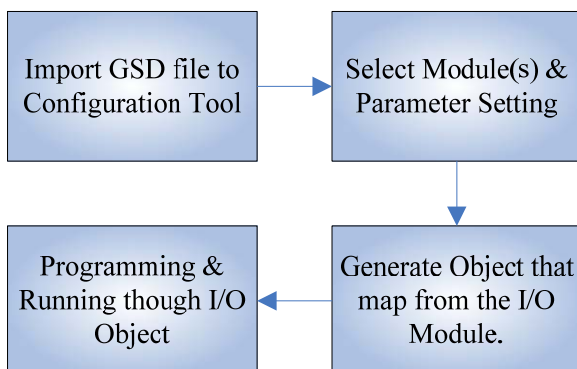 Import GSD file to
Configuration Tool
Select Module(s) &
Parameter Setting
Generate Object that
map from the I/O
Module.
Programming &
Running though I/O
Object